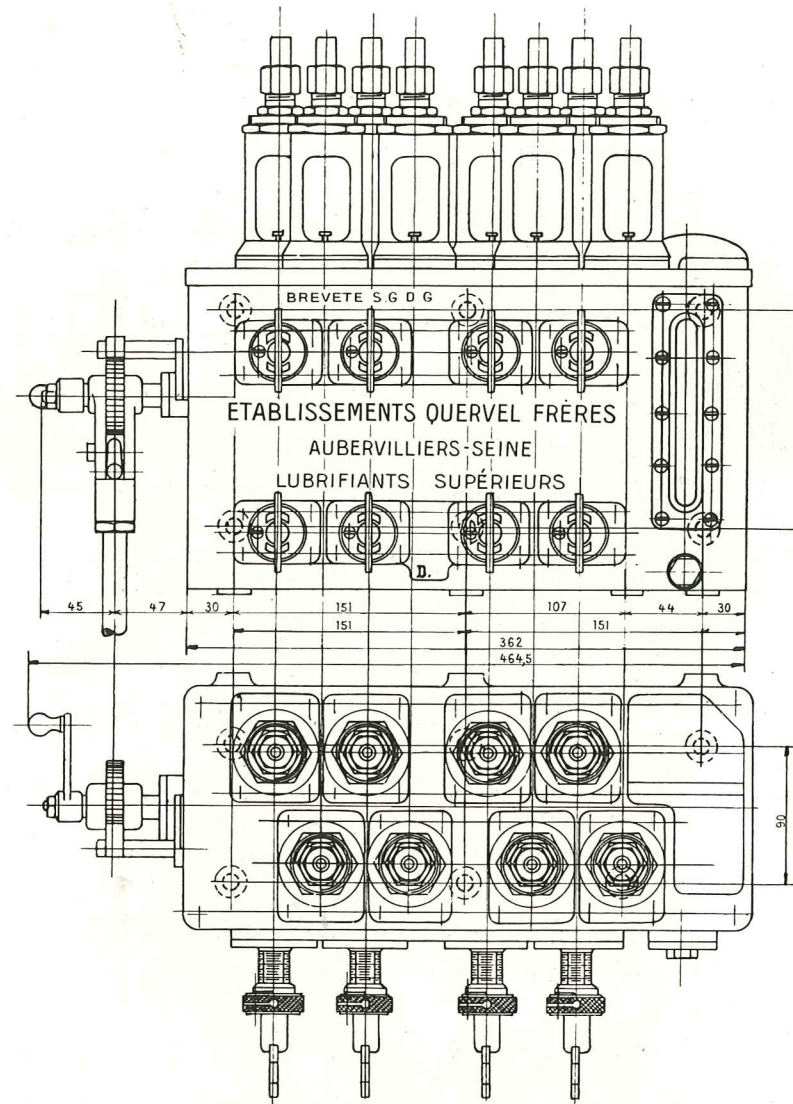 BREVETE S.G D G
ETABLISSEMENTS QUERVEL FRÈRES
AUBERVILLIERS-SEINE
LUBRIFIANTS SUPÉRIEURS
D.
45 47 30 151 107 44 30
151 151
362
464,5
90